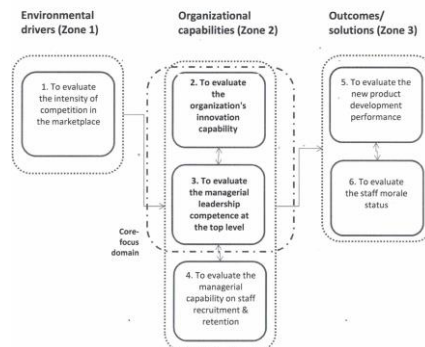 Environmental
drivers (Zone 1)
Organizational
capabilities (Zone 2)
Outcomes/
solutions (Zone 3)
1. To evaluate
the intensity of
competition in
the marketplace
2. To evaluate
the
organization's
innovation
capability
3. To evaluate
the managerial
leadership
competence at
the top level
Core-
focus
domain
4. To evaluate the
managerial
capability on staff
recruitment &
retention
5. To evaluate the
new product
development
performance
6. To evaluate
the staff morale
status